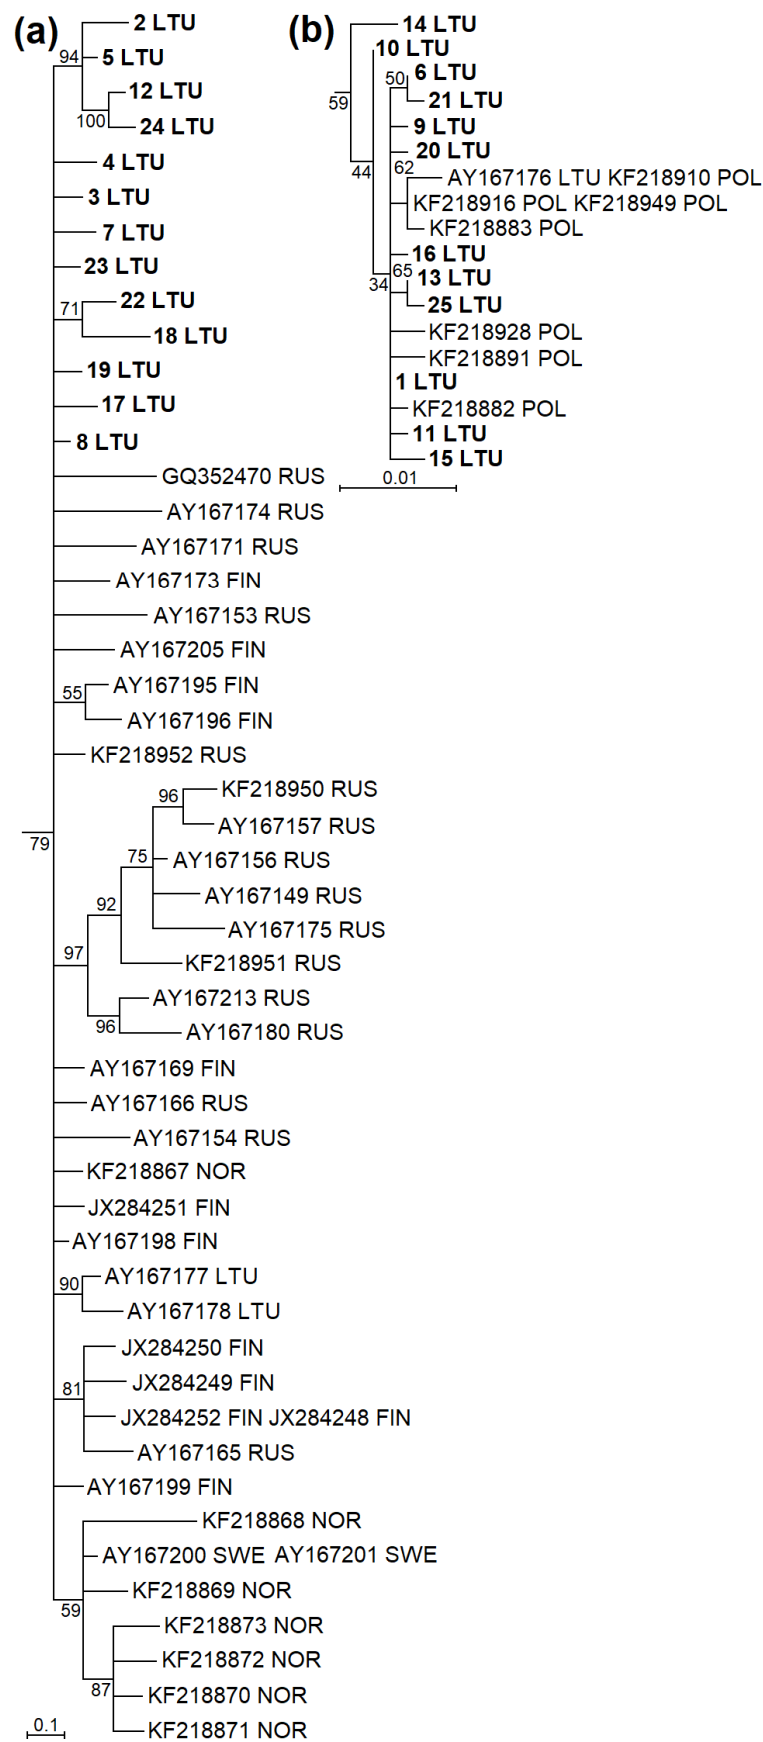 (a)
2 LTU
94
5 LTU
12 LTU
100
24 LTU
4 LTU
3 LTU
7 LTU
23 LTU
22 LTU
71
18 LTU
19 LTU
17 LTU
8 LTU
GQ352470 RUS
AY167174 RUS
AY167171 RUS
AY167173 FIN
AY167153 RUS
AY167205 FIN
AY167195 FIN
55
AY167196 FIN
KF218952 RUS
KF218950 RUS
96
AY167157 RUS
79
75
AY167156 RUS
AY167149 RUS
92
AY167175 RUS
97
KF218951 RUS
AY167213 RUS
96
AY167180 RUS
AY167169 FIN
AY167166 RUS
AY167154 RUS
KF218867 NOR
JX284251 FIN
AY167198 FIN
AY167177 LTU
90
AY167178 LTU
JX284250 FIN
81
JX284249 FIN
JX284252 FIN JX284248 FIN
AY167165 RUS
AY167199 FIN
KF218868 NOR
AY167200 SWE AY167201 SWE
KF218869 NOR
59
KF218873 NOR
KF218872 NOR
87
KF218870 NOR
KF218871 NOR
0.1
(b)
14 LTU
10 LTU
50
6 LTU
59
21 LTU
9 LTU
20 LTU
62
44
AY167176 LTU KF218910 POL
KF218916 POL KF218949 POL
KF218883 POL
16 LTU
65
13 LTU
34
25 LTU
KF218928 POL
KF218891 POL
1 LTU
KF218882 POL
11 LTU
15 LTU
0.01